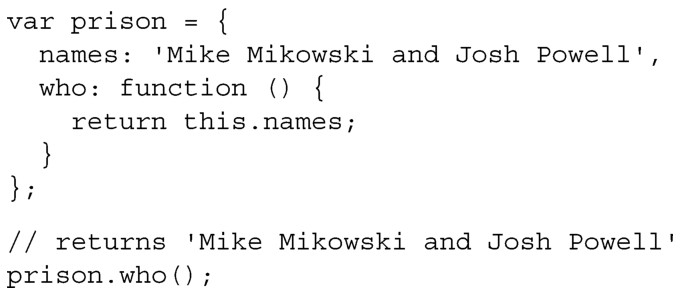 var prison = {
  names: 'Mike Mikowski and Josh Powell',
  who: function () {
    return this.names;
  }
};
// returns 'Mike Mikowski and Josh Powell'
prison.who();